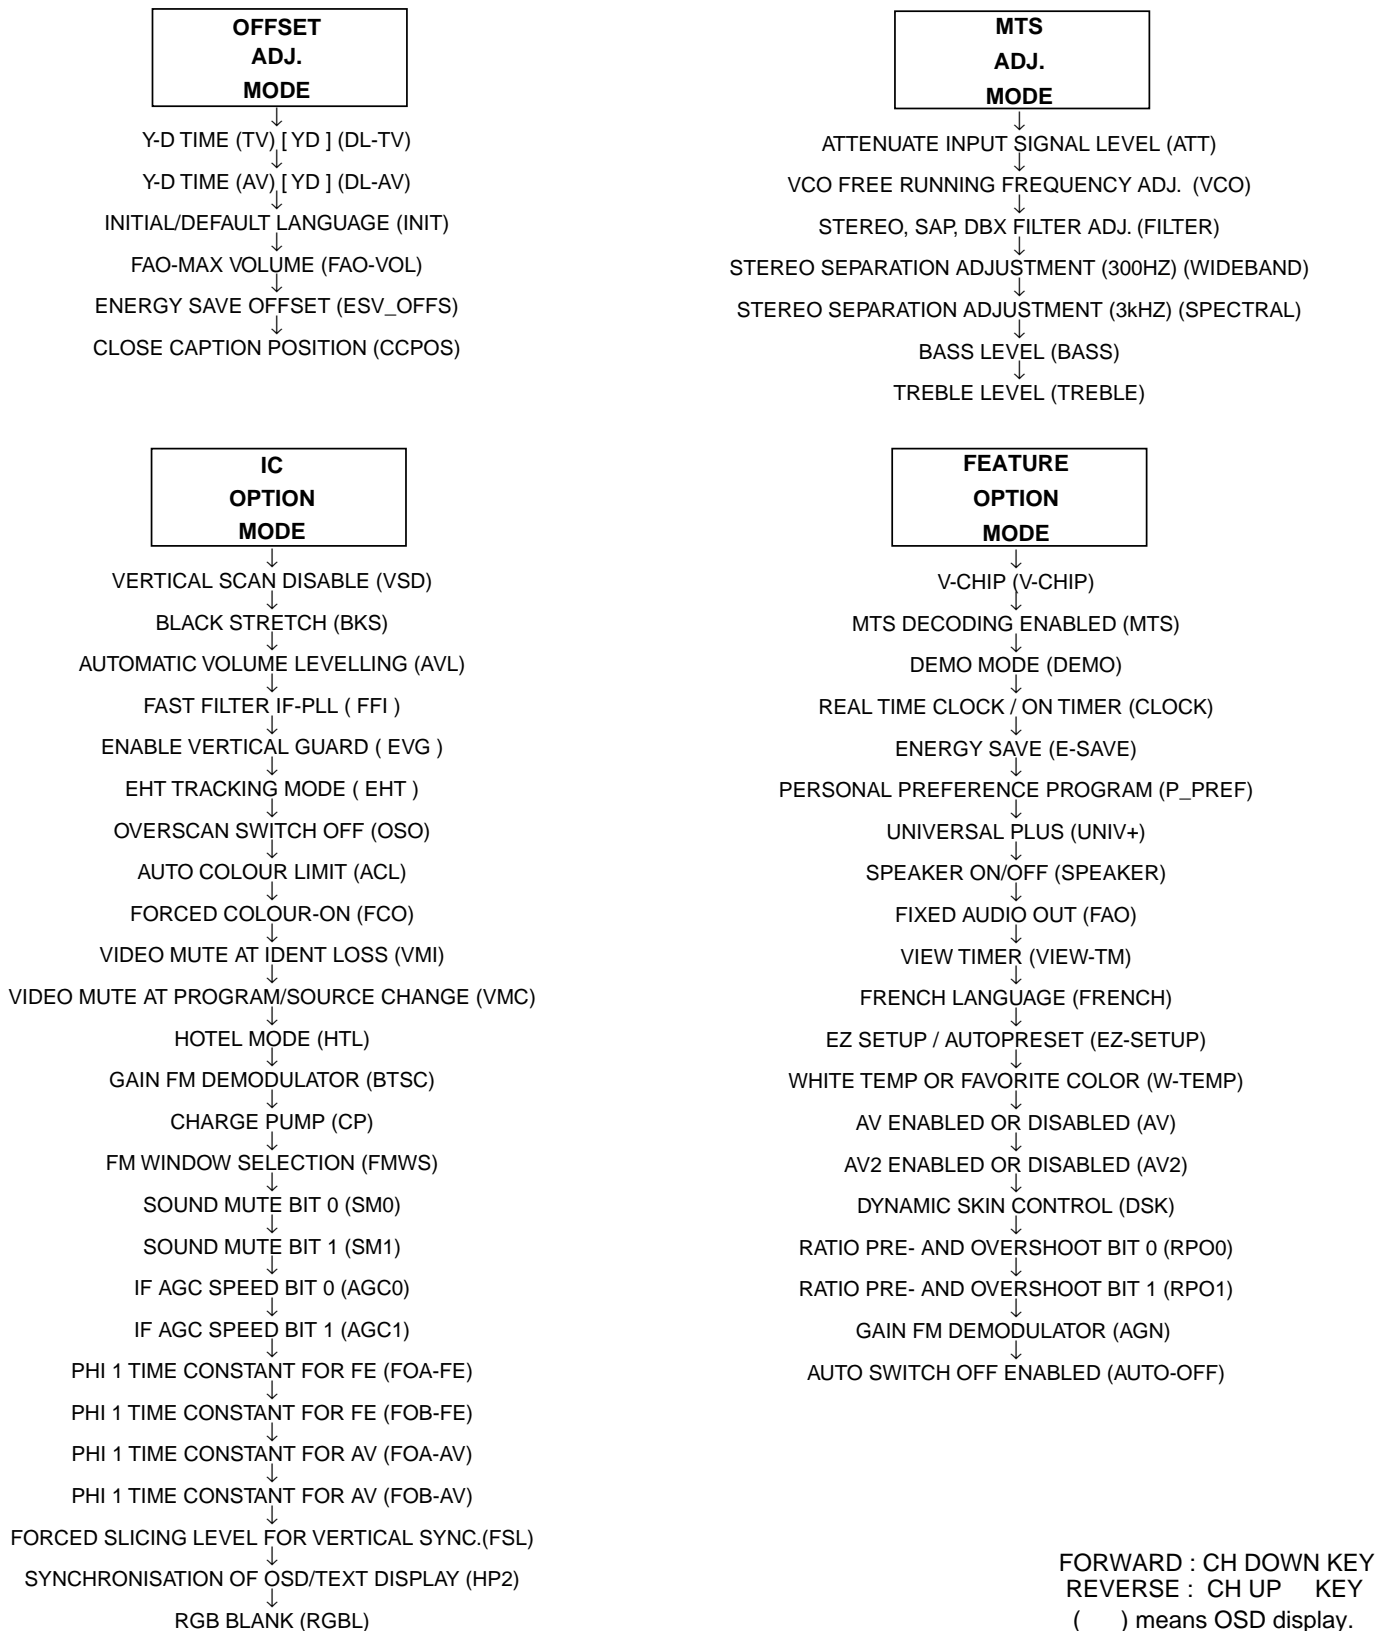 OFFSET
ADJ.
MODE
Y-D TIME (TV) [ YD ] (DL-TV)
Y-D TIME (AV) [ YD ] (DL-AV)
INITIAL/DEFAULT LANGUAGE (INIT)
FAO-MAX VOLUME (FAO-VOL)
ENERGY SAVE OFFSET (ESV_OFFS)
CLOSE CAPTION POSITION (CCPOS)
MTS
ADJ.
MODE
ATTENUATE INPUT SIGNAL LEVEL (ATT)
VCO FREE RUNNING FREQUENCY ADJ. (VCO)
STEREO, SAP, DBX FILTER ADJ. (FILTER)
STEREO SEPARATION ADJUSTMENT (300HZ) (WIDEBAND)
STEREO SEPARATION ADJUSTMENT (3kHZ) (SPECTRAL)
BASS LEVEL (BASS)
TREBLE LEVEL (TREBLE)
IC
OPTION
MODE
VERTICAL SCAN DISABLE (VSD)
BLACK STRETCH (BKS)
AUTOMATIC VOLUME LEVELLING (AVL)
FAST FILTER IF-PLL ( FFI )
ENABLE VERTICAL GUARD ( EVG )
EHT TRACKING MODE ( EHT )
OVERSCAN SWITCH OFF (OSO)
AUTO COLOUR LIMIT (ACL)
FORCED COLOUR-ON (FCO)
VIDEO MUTE AT IDENT LOSS (VMI)
VIDEO MUTE AT PROGRAM/SOURCE CHANGE (VMC)
HOTEL MODE (HTL)
GAIN FM DEMODULATOR (BTSC)
CHARGE PUMP (CP)
FM WINDOW SELECTION (FMWS)
SOUND MUTE BIT 0 (SM0)
SOUND MUTE BIT 1 (SM1)
IF AGC SPEED BIT 0 (AGC0)
IF AGC SPEED BIT 1 (AGC1)
PHI 1 TIME CONSTANT FOR FE (FOA-FE)
PHI 1 TIME CONSTANT FOR FE (FOB-FE)
PHI 1 TIME CONSTANT FOR AV (FOA-AV)
PHI 1 TIME CONSTANT FOR AV (FOB-AV)
FORCED SLICING LEVEL FOR VERTICAL SYNC.(FSL)
SYNCHRONISATION OF OSD/TEXT DISPLAY (HP2)
RGB BLANK (RGBL)
FEATURE
OPTION
MODE
V-CHIP (V-CHIP)
MTS DECODING ENABLED (MTS)
DEMO MODE (DEMO)
REAL TIME CLOCK / ON TIMER (CLOCK)
ENERGY SAVE (E-SAVE)
PERSONAL PREFERENCE PROGRAM (P_PREF)
UNIVERSAL PLUS (UNIV+)
SPEAKER ON/OFF (SPEAKER)
FIXED AUDIO OUT (FAO)
VIEW TIMER (VIEW-TM)
FRENCH LANGUAGE (FRENCH)
EZ SETUP / AUTOPRESET (EZ-SETUP)
WHITE TEMP OR FAVORITE COLOR (W-TEMP)
AV ENABLED OR DISABLED (AV)
AV2 ENABLED OR DISABLED (AV2)
DYNAMIC SKIN CONTROL (DSK)
RATIO PRE- AND OVERSHOOT BIT 0 (RPO0)
RATIO PRE- AND OVERSHOOT BIT 1 (RPO1)
GAIN FM DEMODULATOR (AGN)
AUTO SWITCH OFF ENABLED (AUTO-OFF)
FORWARD : CH DOWN KEY
REVERSE : CH UP KEY
( ) means OSD display.